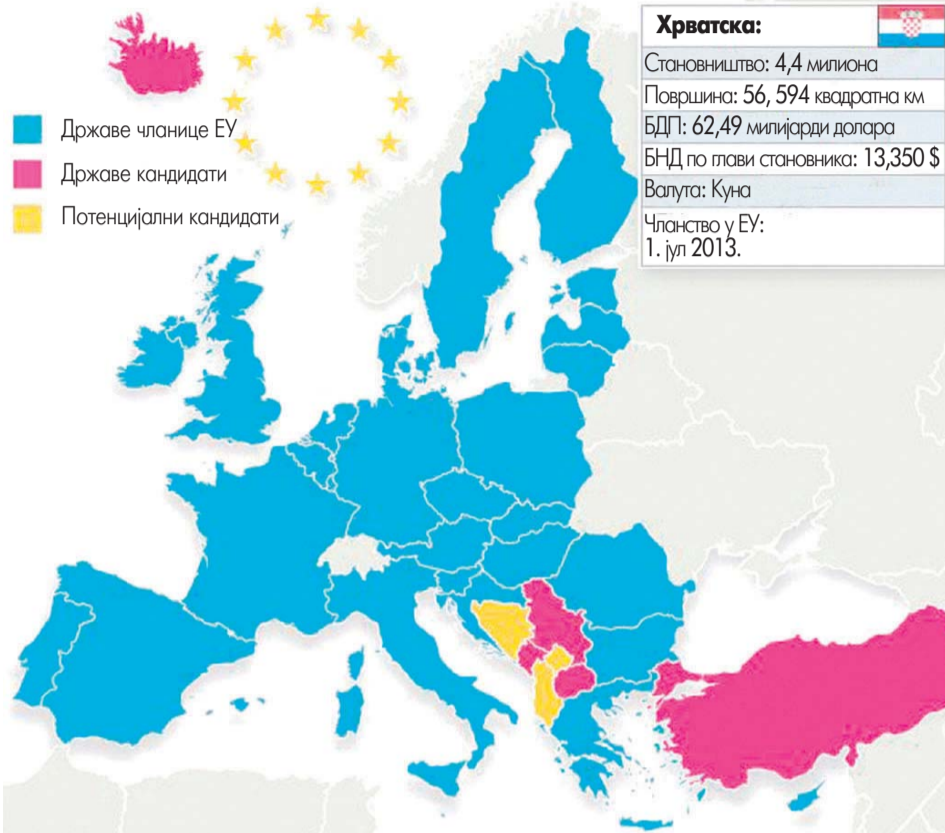 Државе чланице ЕУ
Државе кандидати
Потенцијални кандидати
Хрватска:
Становништво: 4,4 милиона
Површина: 56, 594 квадратна км
БДП: 62,49 милијарди долара
БНД по глави становника: 13,350 $
Валута: Куна
Чланство у ЕУ:
1. јул 2013.